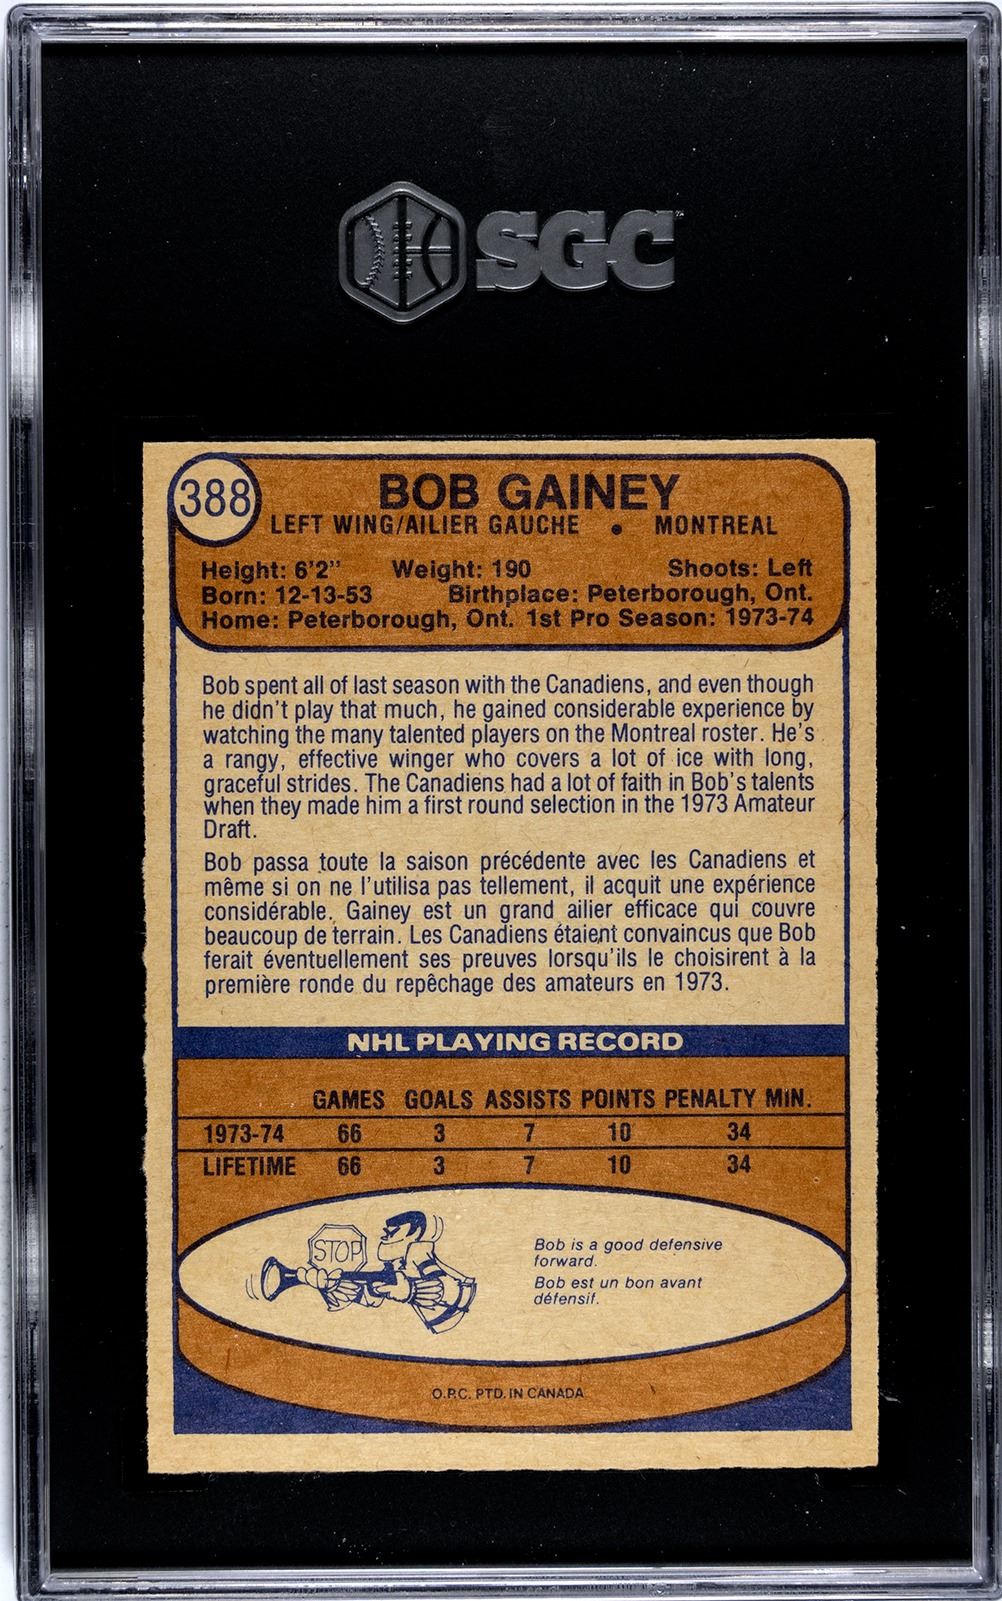 SGC
388
BOB GAINEY
LEFT WING/AILIER GAUCHE • MONTREAL
Height: 6'2" Weight: 190 Shoots: Left
Born: 12-13-53 Birthplace: Peterborough, Ont.
Home: Peterborough, Ont. 1st Pro Season: 1973-74
Bob spent all of last season with the Canadiens, and even though
he didn't play that much, he gained considerable experience by
watching the many talented players on the Montreal roster. He's
a rangy, effective winger who covers a lot of ice with long,
graceful strides. The Canadiens had a lot of faith in Bob's talents
when they made him a first round selection in the 1973 Amateur
Draft.
Bob passa toute la saison précédente avec les Canadiens et
même si on ne l'utilisa pas tellement, il acquit une expérience
considérable. Gainey est un grand ailier efficace qui couvre
beaucoup de terrain. Les Canadiens étaient convaincus que Bob
ferait éventuellement ses preuves lorsqu'ils le choisirent à la
première ronde du repêchage des amateurs en 1973.
NHL PLAYING RECORD
GAMES GOALS ASSISTS POINTS PENALTY MIN.
1973-74 66 3 7 10 34
LIFETIME 66 3 7 10 34
STOP
Bob is a good defensive
forward.
Bob est un bon avant
défensif.
O.P.C. PTD. IN CANADA